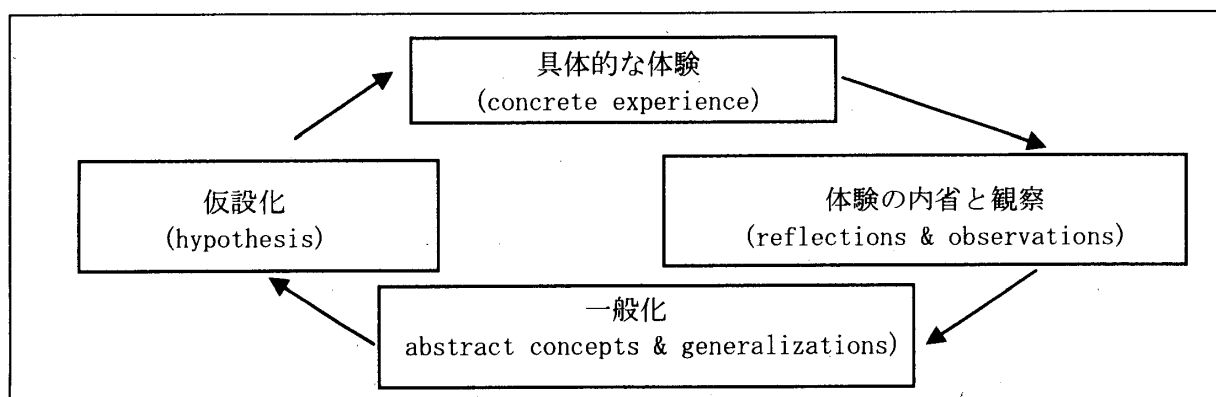 具体的な体験
(concrete experience)
体験の内省と観察
(reflections & observations)
一般化
abstract concepts & generalizations)
仮設化
(hypothesis)